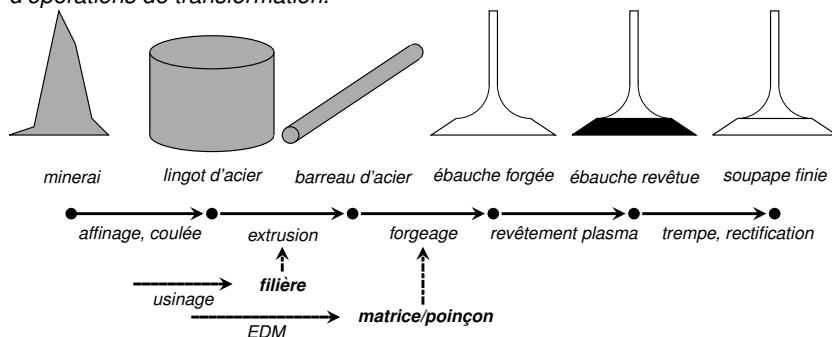 d'opérations de transformation.
minerai lingot d'acier barreau d'acier ébauche forgée ébauche revêtue soupape finie
affinage, coulée extrusion forgeage revêtement plasma trempe, rectification
usinage filière
EDM matrice/poinçon